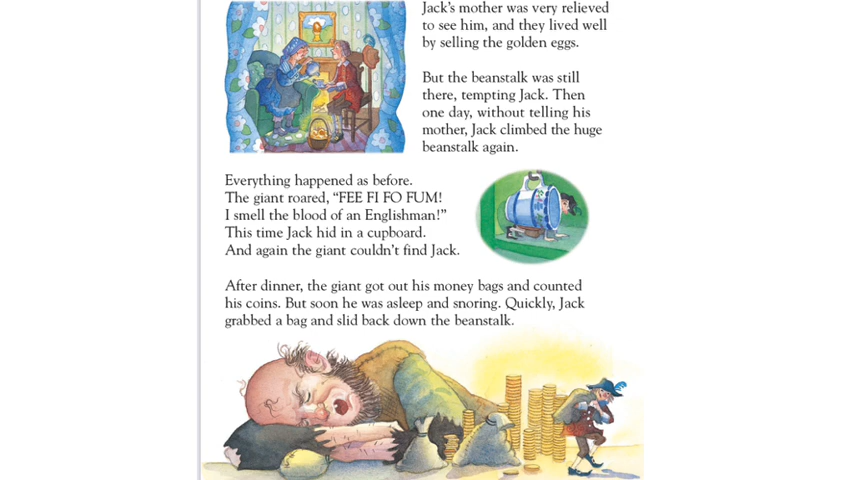 Jack's mother was very relieved
to see him, and they lived well
by selling the golden eggs.
But the beanstalk was still
there, tempting Jack. Then
one day, without telling his
mother, Jack climbed the huge
beanstalk again.
Everything happened as before.
The giant roared, “FEE FI FO FUM!
I smell the blood of an Englishman!”
This time Jack hid in a cupboard.
And again the giant couldn't find Jack.
After dinner, the giant got out his money bags and counted
his coins. But soon he was asleep and snoring. Quickly, Jack
grabbed a bag and slid back down the beanstalk.